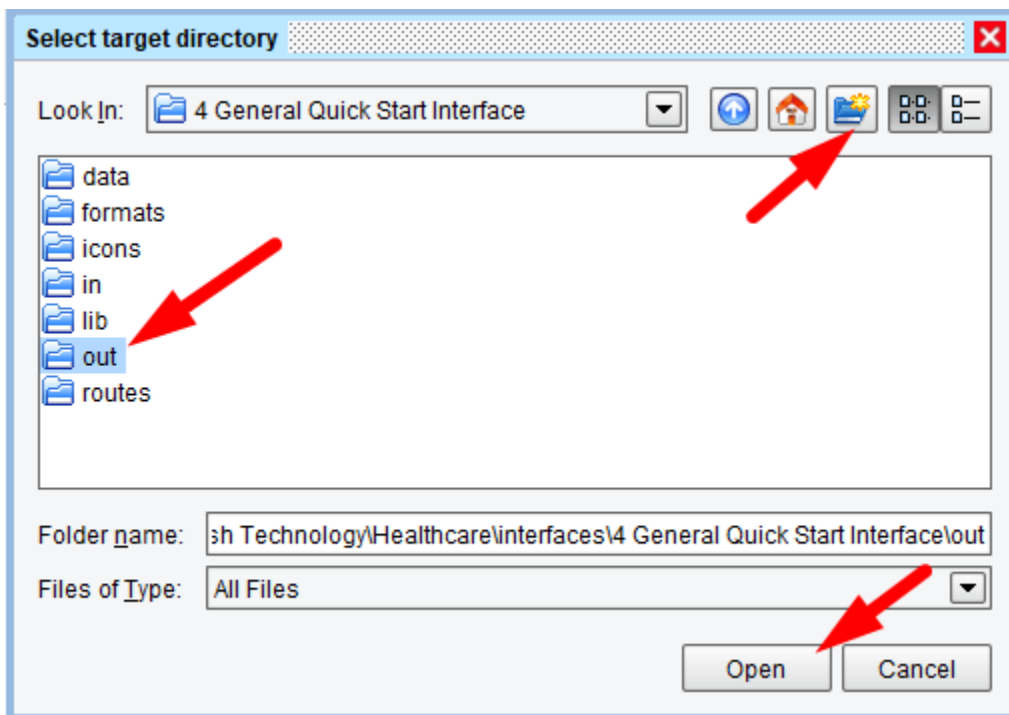 Select target directory
Look In: 4 General Quick Start Interface
data
formats
icons
in
lib
out
routes
Folder name: sh Technology\Healthcare\interfaces\4 General Quick Start Interface\out
Files of Type: All Files
Open Cancel